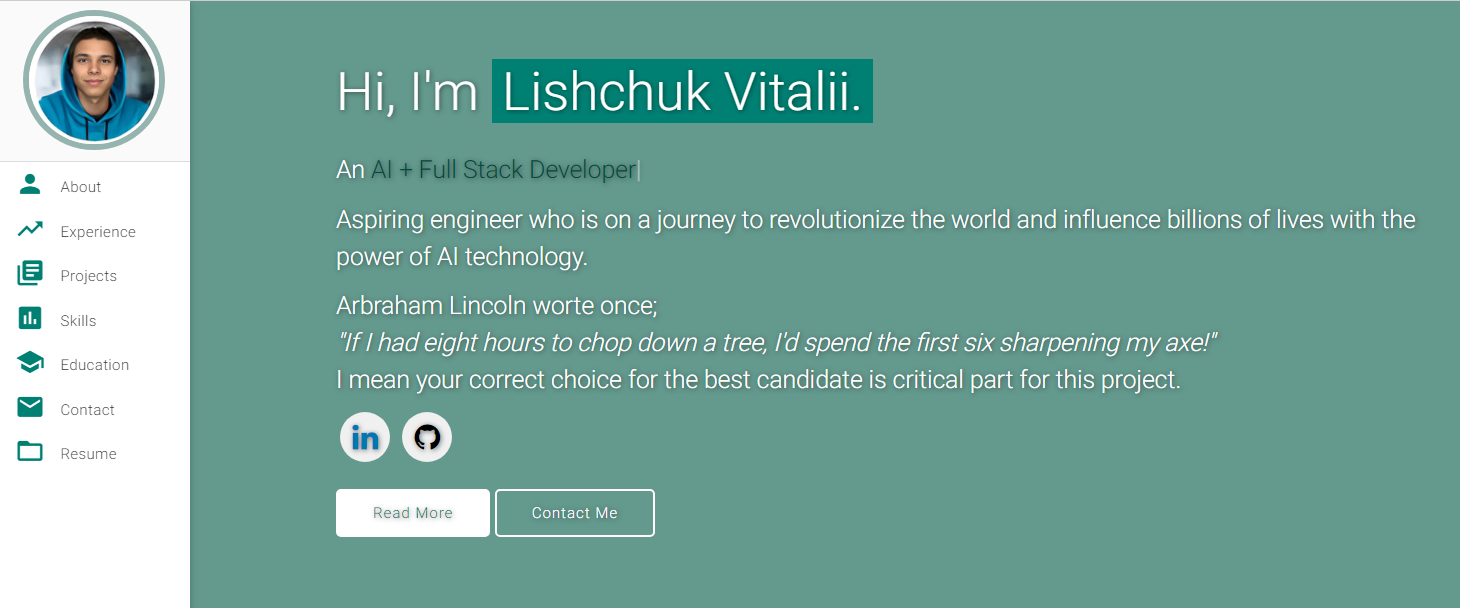 About
Experience
Projects
Skills
Education
Contact
Resume
Hi, I'm Lishchuk Vitalii.
An AI + Full Stack Developer|
Aspiring engineer who is on a journey to revolutionize the world and influence billions of lives with the
power of AI technology.
Arbraham Lincoln worte once;
"If I had eight hours to chop down a tree, I'd spend the first six sharpening my axe!"
I mean your correct choice for the best candidate is critical part for this project.
in
Read More
Contact Me